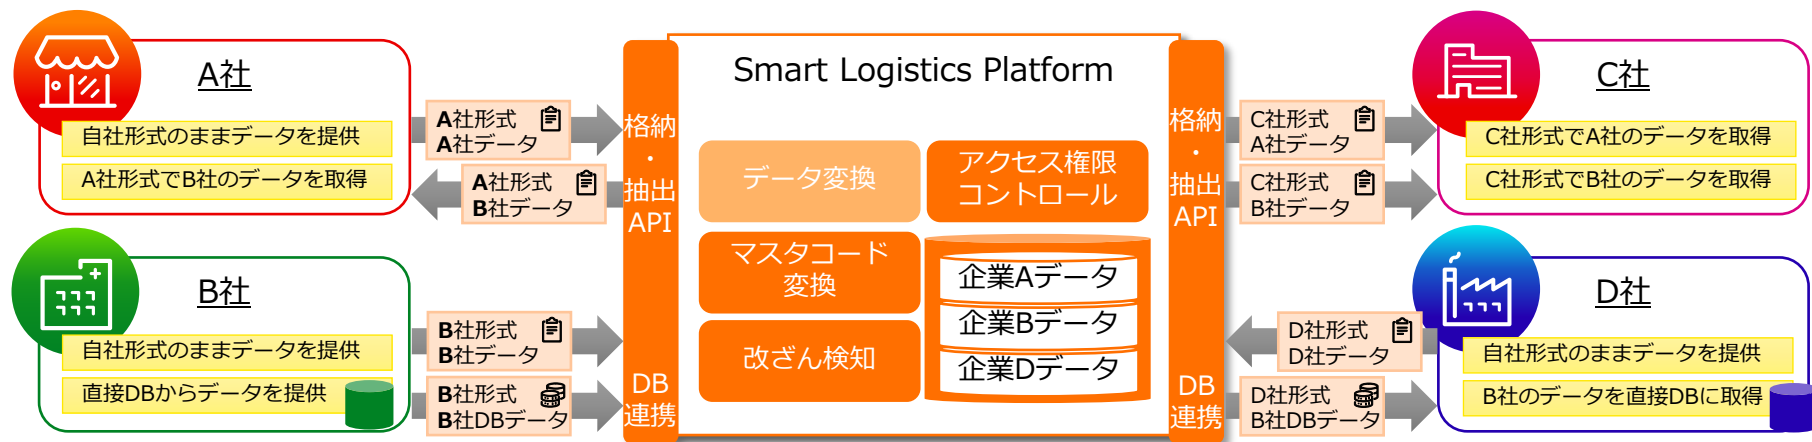 A社
自社形式のままデータを提供
A社形式でB社のデータを取得
B社
自社形式のままデータを提供
直接DBからデータを提供
A社形式
A社データ
A社形式
B社データ
B社形式
B社データ
B社形式
B社DBデータ
格納
・
抽出
API
DB
連携
Smart Logistics Platform
データ変換
アクセス権限
コントロール
マスタコード
変換
改ざん検知
企業Aデータ
企業Bデータ
企業Dデータ
格納
・
抽出
API
DB
連携
C社形式
A社データ
C社形式
B社データ
D社形式
D社データ
D社形式
B社DBデータ
C社
C社形式でA社のデータを取得
C社形式でB社のデータを取得
D社
自社形式のままデータを提供
B社のデータを直接DBに取得